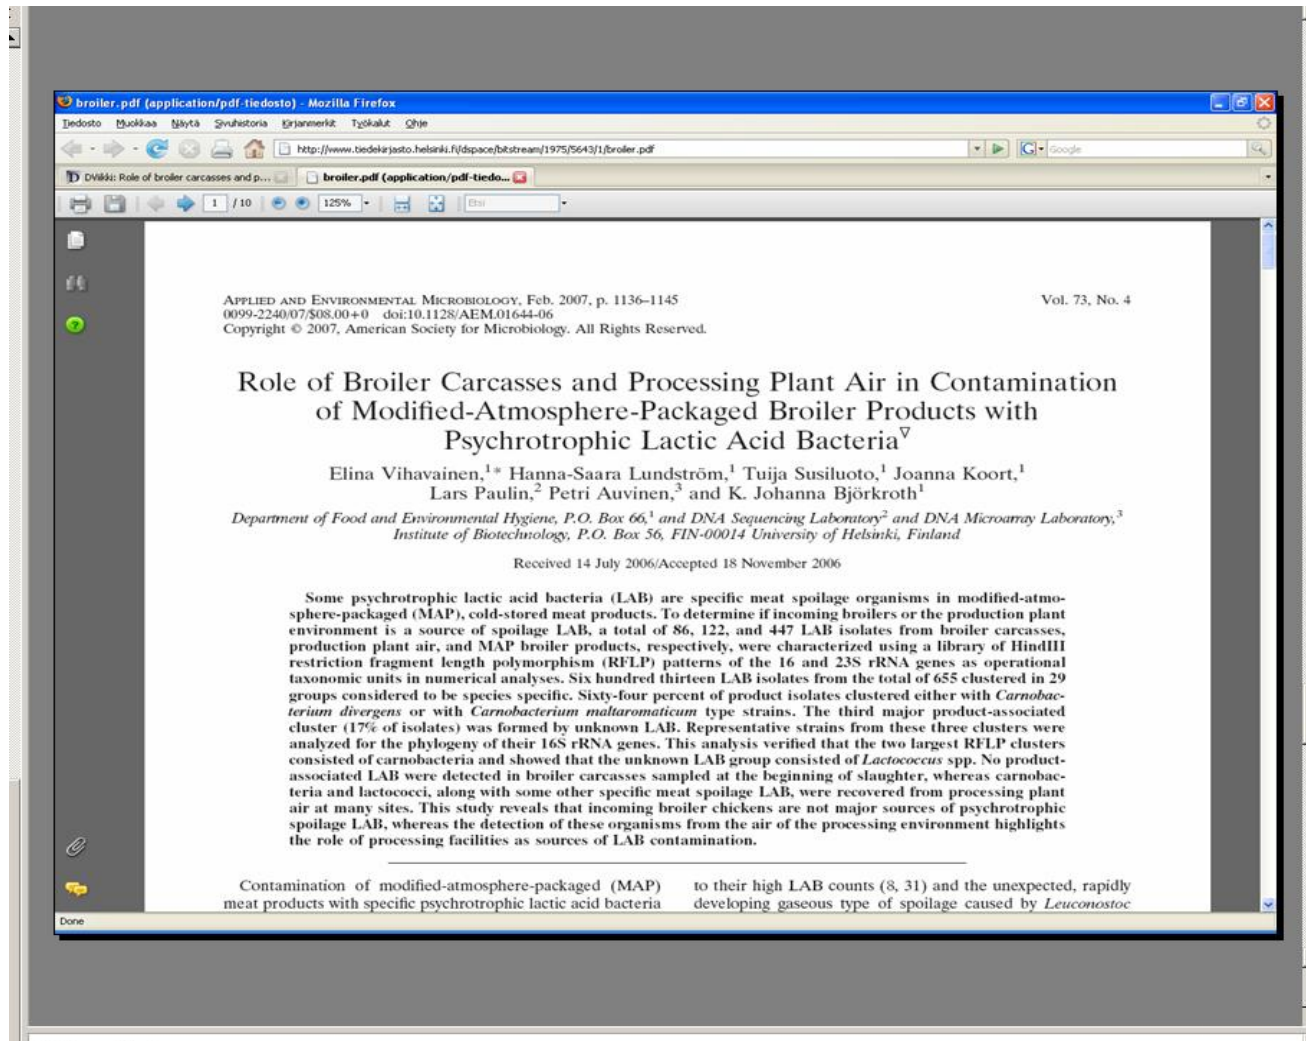 broiler.pdf (application/pdf-tiedosto) - Mozilla Firefox
Tiedosto Muokkaa Näytä Sivuhistoria Kirjanmerkit Työkalut Ohje
http://www.tiedekirjasto.helsinki.fi/dspace/bitstream/1975/5643/1/broiler.pdf
G Google
DViikki: Role of broiler carcasses and p... broiler.pdf (application/pdf-tiedo...
1 / 10 125% Etsi
APPLIED AND ENVIRONMENTAL MICROBIOLOGY, Feb. 2007, p. 1136–1145 Vol. 73, No. 4
0099-2240/07/$08.00+0 doi:10.1128/AEM.01644-06
Copyright © 2007, American Society for Microbiology. All Rights Reserved.
Role of Broiler Carcasses and Processing Plant Air in Contamination
of Modified-Atmosphere-Packaged Broiler Products with
Psychrotrophic Lactic Acid Bacteria∇
Elina Vihavainen,1* Hanna-Saara Lundström,1 Tuija Susiluoto,1 Joanna Koort,1
Lars Paulin,2 Petri Auvinen,3 and K. Johanna Björkroth1
Department of Food and Environmental Hygiene, P.O. Box 66,1 and DNA Sequencing Laboratory2 and DNA Microarray Laboratory,3
Institute of Biotechnology, P.O. Box 56, FIN-00014 University of Helsinki, Finland
Received 14 July 2006/Accepted 18 November 2006
Some psychrotrophic lactic acid bacteria (LAB) are specific meat spoilage organisms in modified-atmo-
sphere-packaged (MAP), cold-stored meat products. To determine if incoming broilers or the production plant
environment is a source of spoilage LAB, a total of 86, 122, and 447 LAB isolates from broiler carcasses,
production plant air, and MAP broiler products, respectively, were characterized using a library of HindIII
restriction fragment length polymorphism (RFLP) patterns of the 16 and 23S rRNA genes as operational
taxonomic units in numerical analyses. Six hundred thirteen LAB isolates from the total of 655 clustered in 29
groups considered to be species specific. Sixty-four percent of product isolates clustered either with Carnobac-
terium divergens or with Carnobacterium maltaromaticum type strains. The third major product-associated
cluster (17% of isolates) was formed by unknown LAB. Representative strains from these three clusters were
analyzed for the phylogeny of their 16S rRNA genes. This analysis verified that the two largest RFLP clusters
consisted of carnobacteria and showed that the unknown LAB group consisted of Lactococcus spp. No product-
associated LAB were detected in broiler carcasses sampled at the beginning of slaughter, whereas carnobac-
teria and lactococci, along with some other specific meat spoilage LAB, were recovered from processing plant
air at many sites. This study reveals that incoming broiler chickens are not major sources of psychrotrophic
spoilage LAB, whereas the detection of these organisms from the air of the processing environment highlights
the role of processing facilities as sources of LAB contamination.
Contamination of modified-atmosphere-packaged (MAP)
meat products with specific psychrotrophic lactic acid bacteria
to their high LAB counts (8, 31) and the unexpected, rapidly
developing gaseous type of spoilage caused by Leuconostoc
Done